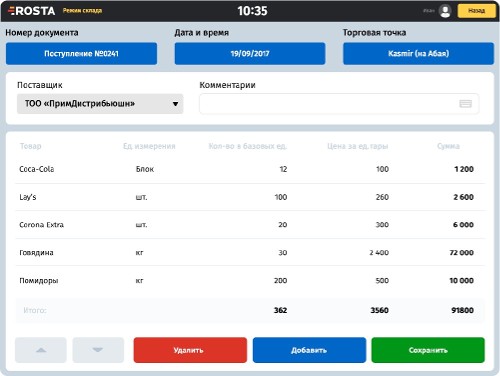 ROSTA Режим склада 10:35 Назад
Номер документа Дата и время Торговая точка
Поступление №0241 19/09/2017 Kasmir (на Абая)
Поставщик Комментарии
ТОО «ПримДистрибьюшн»
Товар Ед. измерения Кол-во в базовых ед. Цена за ед.тары Сумма
Coca-Cola Блок 12 100 1 200
Lay's шт. 100 260 2 600
Corona Extra шт. 20 300 6 000
Говядина кг 30 2 400 72 000
Помидоры кг 200 500 10 000
Итого: 362 3560 91800
Удалить Добавить Сохранить